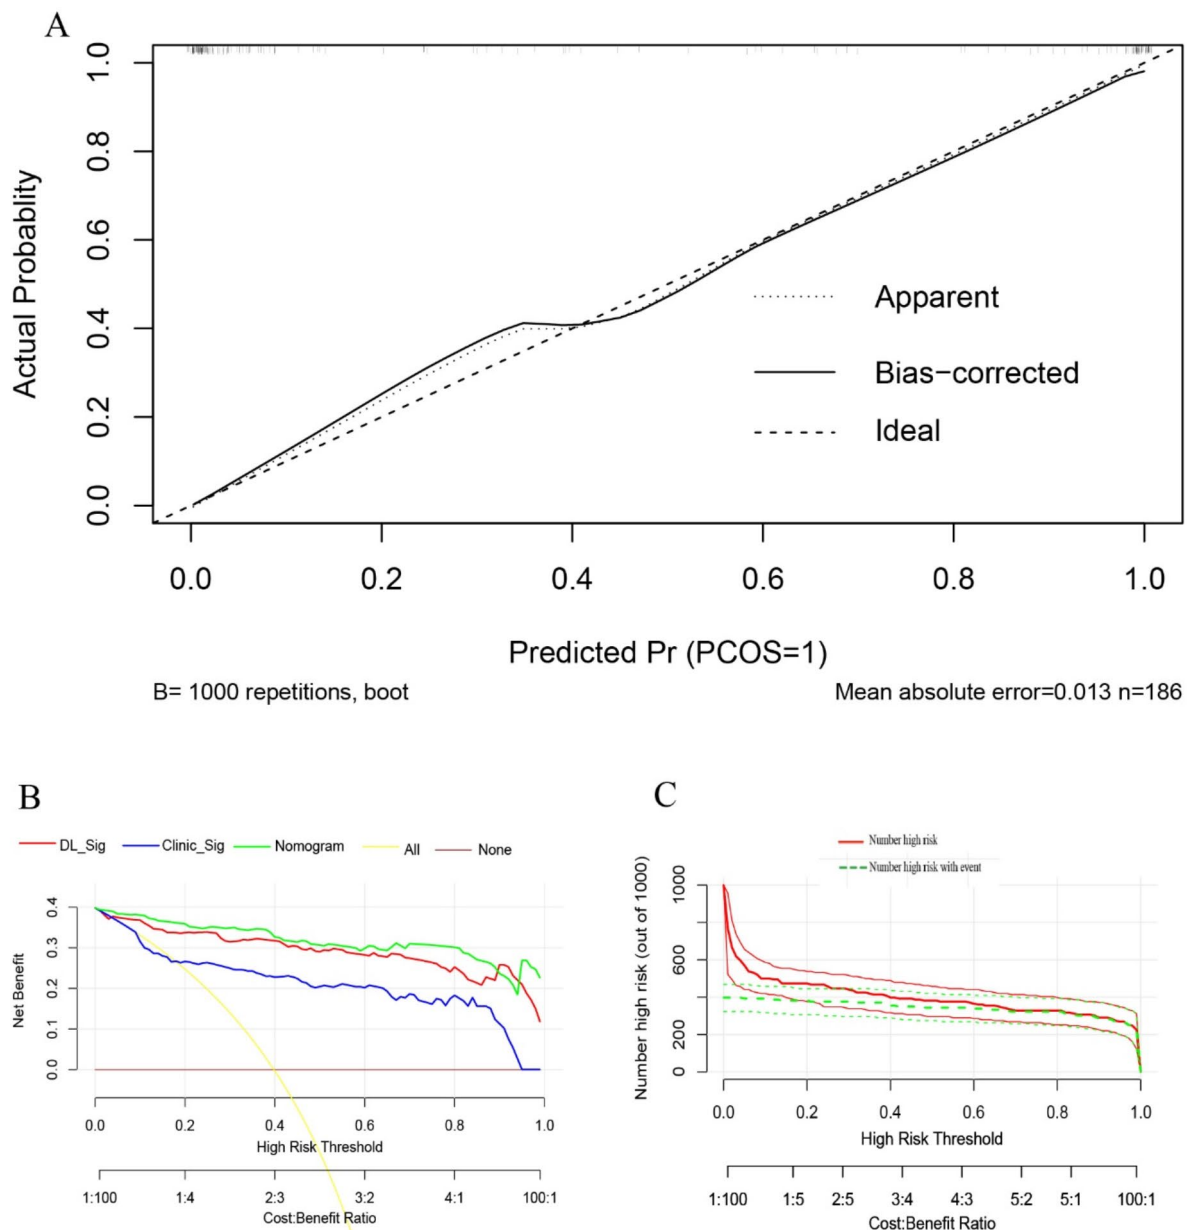 A
Actual Probablity
1.0
0.8
0.6
0.4
0.2
0.0
Apparent
Bias-corrected
Ideal
0.0 0.2 0.4 0.6 0.8 1.0
Predicted Pr (PCOS=1)
B= 1000 repetitions, boot
Mean absolute error=0.013 n=186
B
DL_Sig Clinic_Sig Nomogram All None
Net Benefit
0.4
0.3
0.2
0.1
0.0
0.0 0.2 0.4 0.6 0.8 1.0
High Risk Threshold
1:100 1:4 2:3 3:2 4:1 100:1
Cost:Benefit Ratio
C
Number high risk
Number high risk with event
Number high risk (out of 1000)
1000
600
200
0
0.0 0.2 0.4 0.6 0.8 1.0
High Risk Threshold
1:100 1:5 2:5 3:4 4:3 5:2 5:1 100:1
Cost:Benefit Ratio